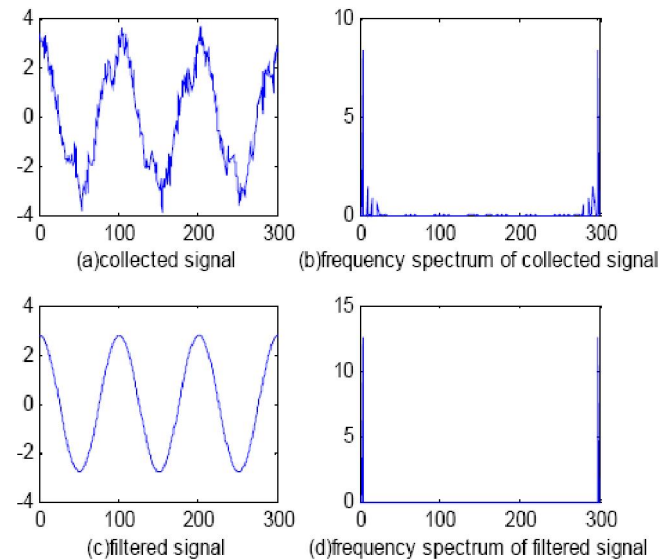 4
2
0
-2
-4
0 100 200 300
(a)collected signal
10
5
0
0 100 200 300
(b)frequency spectrum of collected signal
4
2
0
-2
-4
0 100 200 300
(c)filtered signal
15
10
5
0
0 100 200 300
(d)frequency spectrum of filtered signal